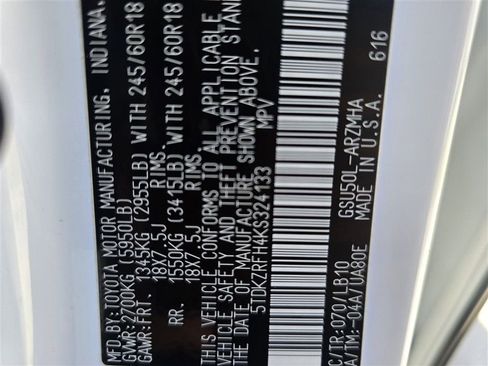 MFD.BY:TOYOTA MOTOR MANUFACTURING, INDIANA,
GVWR:2700KG(5950LB)
GAWR:FRT. 1345KG (2955LB) WITH 245/60R18
18X7.5J RIMS.
RR. 1550KG (3415LB) WITH 245/60R18
18X7.5J RIMS.
THIS VEHICLE CONFORMS TO ALL APPLICABLE
SAFETY AND THEFT PREVENTION STAN
DATE OF MANUFACTURE SHOWN ABOVE.
5TDKZRFH4KS324133 MPV
C/TR:070/LB10 GSU50L-ARZMHA
A/TM:-04A/UA80E MADE IN U.S.A.
616